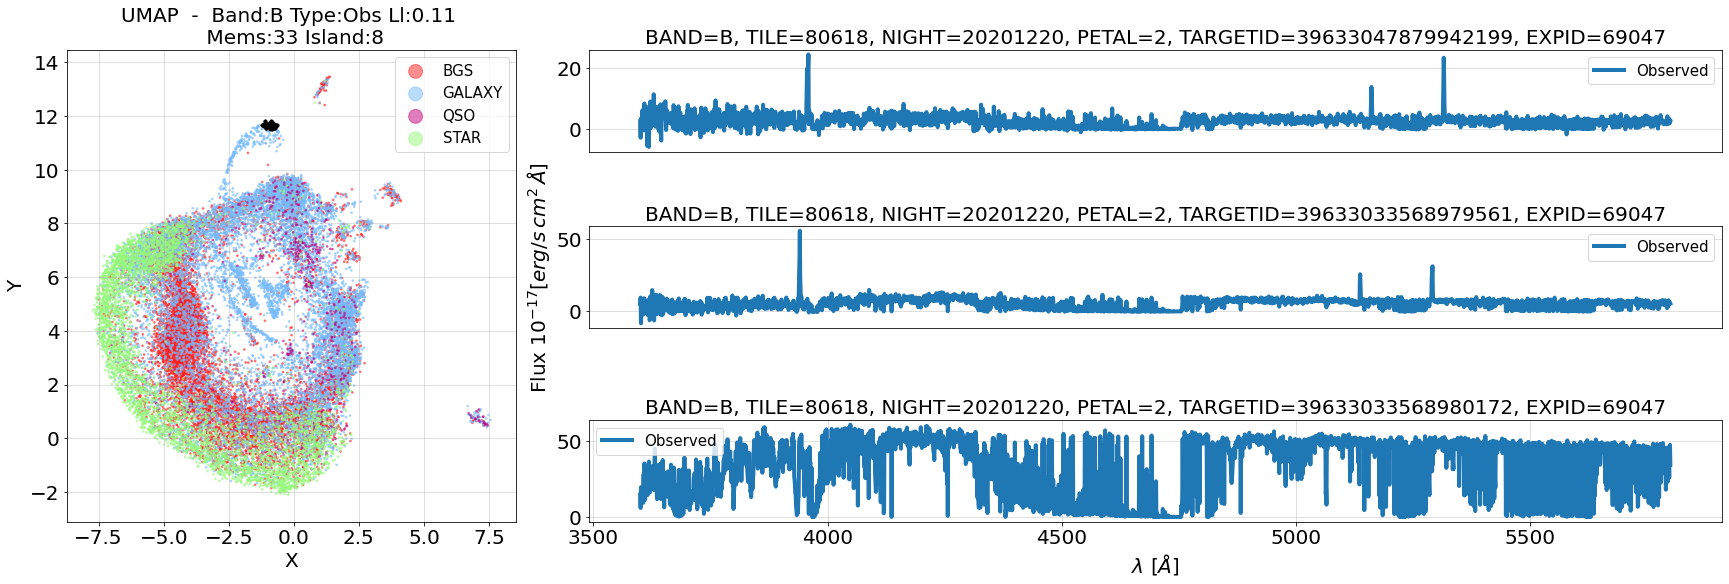 UMAP  -  Band:B Type:Obs Ll:0.11
Mems:33 Island:8
14
12
10
8
6
4
2
0
−2
Y
−7.5
−5.0
−2.5
0.0
2.5
5.0
7.5
X
BGS
GALAXY
QSO
STAR
Flux 10⁻¹⁷[erg/s cm² Å]
BAND=B, TILE=80618, NIGHT=20201220, PETAL=2, TARGETID=39633047879942199, EXPID=69047
20
0
Observed
BAND=B, TILE=80618, NIGHT=20201220, PETAL=2, TARGETID=39633033568979561, EXPID=69047
50
0
Observed
BAND=B, TILE=80618, NIGHT=20201220, PETAL=2, TARGETID=39633033568980172, EXPID=69047
50
0
Observed
3500
4000
4500
5000
5500
λ [Å]